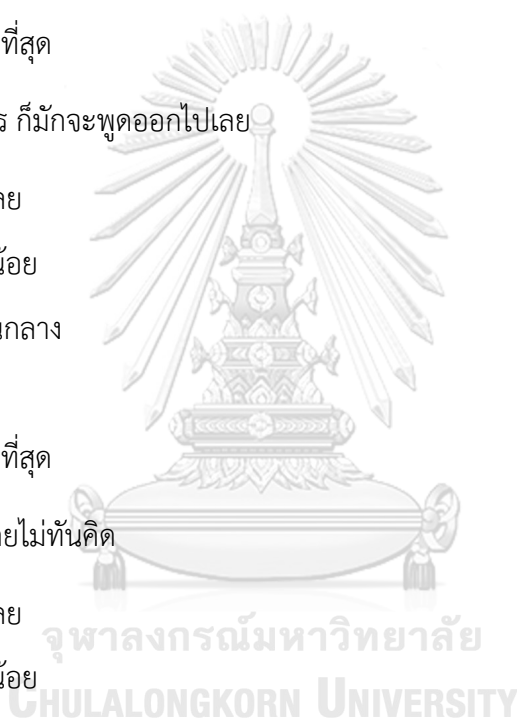 ที่สุด
ร ก็มักจะพูดออกไปเลย
ลย
น้อย
นกลาง
ที่สุด
ยไม่ทันคิด
ลย
จุฬาลงกรณ์มหาวิทยาลัย
น้อย
CHULALONGKORN UNIVERSITY